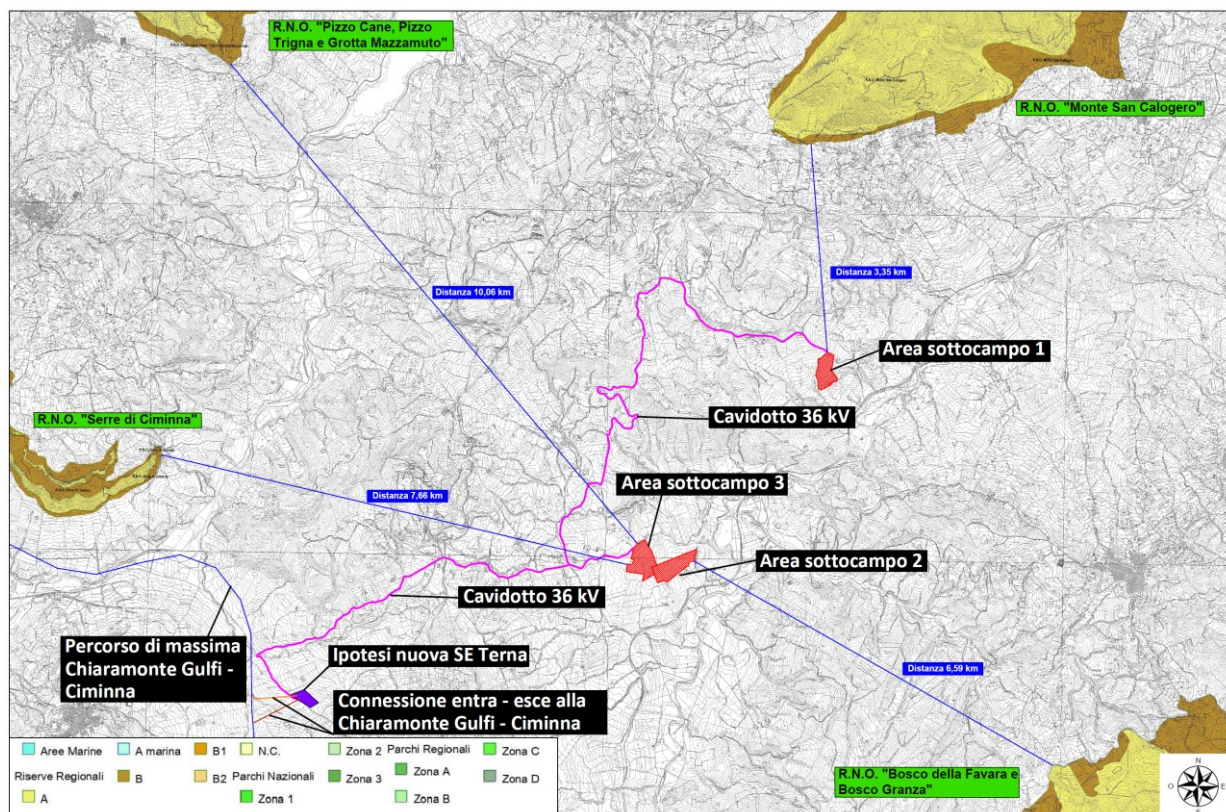 R.N.O. "Pizzo Cane, Pizzo
Trigna e Grotta Mazzamuto"
R.N.O. "Monte San Calogero"
Distanza 3,35 km
Distanza 10,06 km
Area sottocampo 1
Cavidotto 36 kV
R.N.O. "Serre di Ciminna"
Distanza 7,66 km
Area sottocampo 3
Area sottocampo 2
Cavidotto 36 kV
Percorso di massima
Chiaramonte Gulfi -
Ciminna
Ipotesi nuova SE Terna
Distanza 6,59 km
Connessione entra - esce alla
Chiaramonte Gulfi - Ciminna
R.N.O. "Bosco della Favara e
Bosco Granza"
Aree Marine
A marina
B1
N.C.
Zona 2
Parchi Regionali
Zona C
Riserve Regionali
B
B2
Parchi Nazionali
Zona 3
Zona A
Zona D
A
Zona 1
Zona B
N
O
E
S